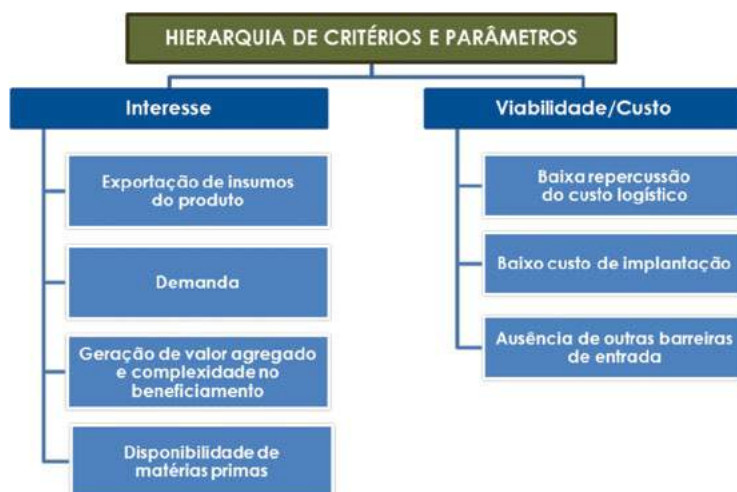 HIERARQUIA DE CRITÉRIOS E PARÂMETROS
Interesse
Exportação de insumos
do produto
Demanda
Geração de valor agregado
e complexidade no
beneficiamento
Disponibilidade de
matérias primas
Viabilidade/Custo
Baixa repercussão
do custo logístico
Baixo custo de implantação
Ausência de outras barreiras
de entrada